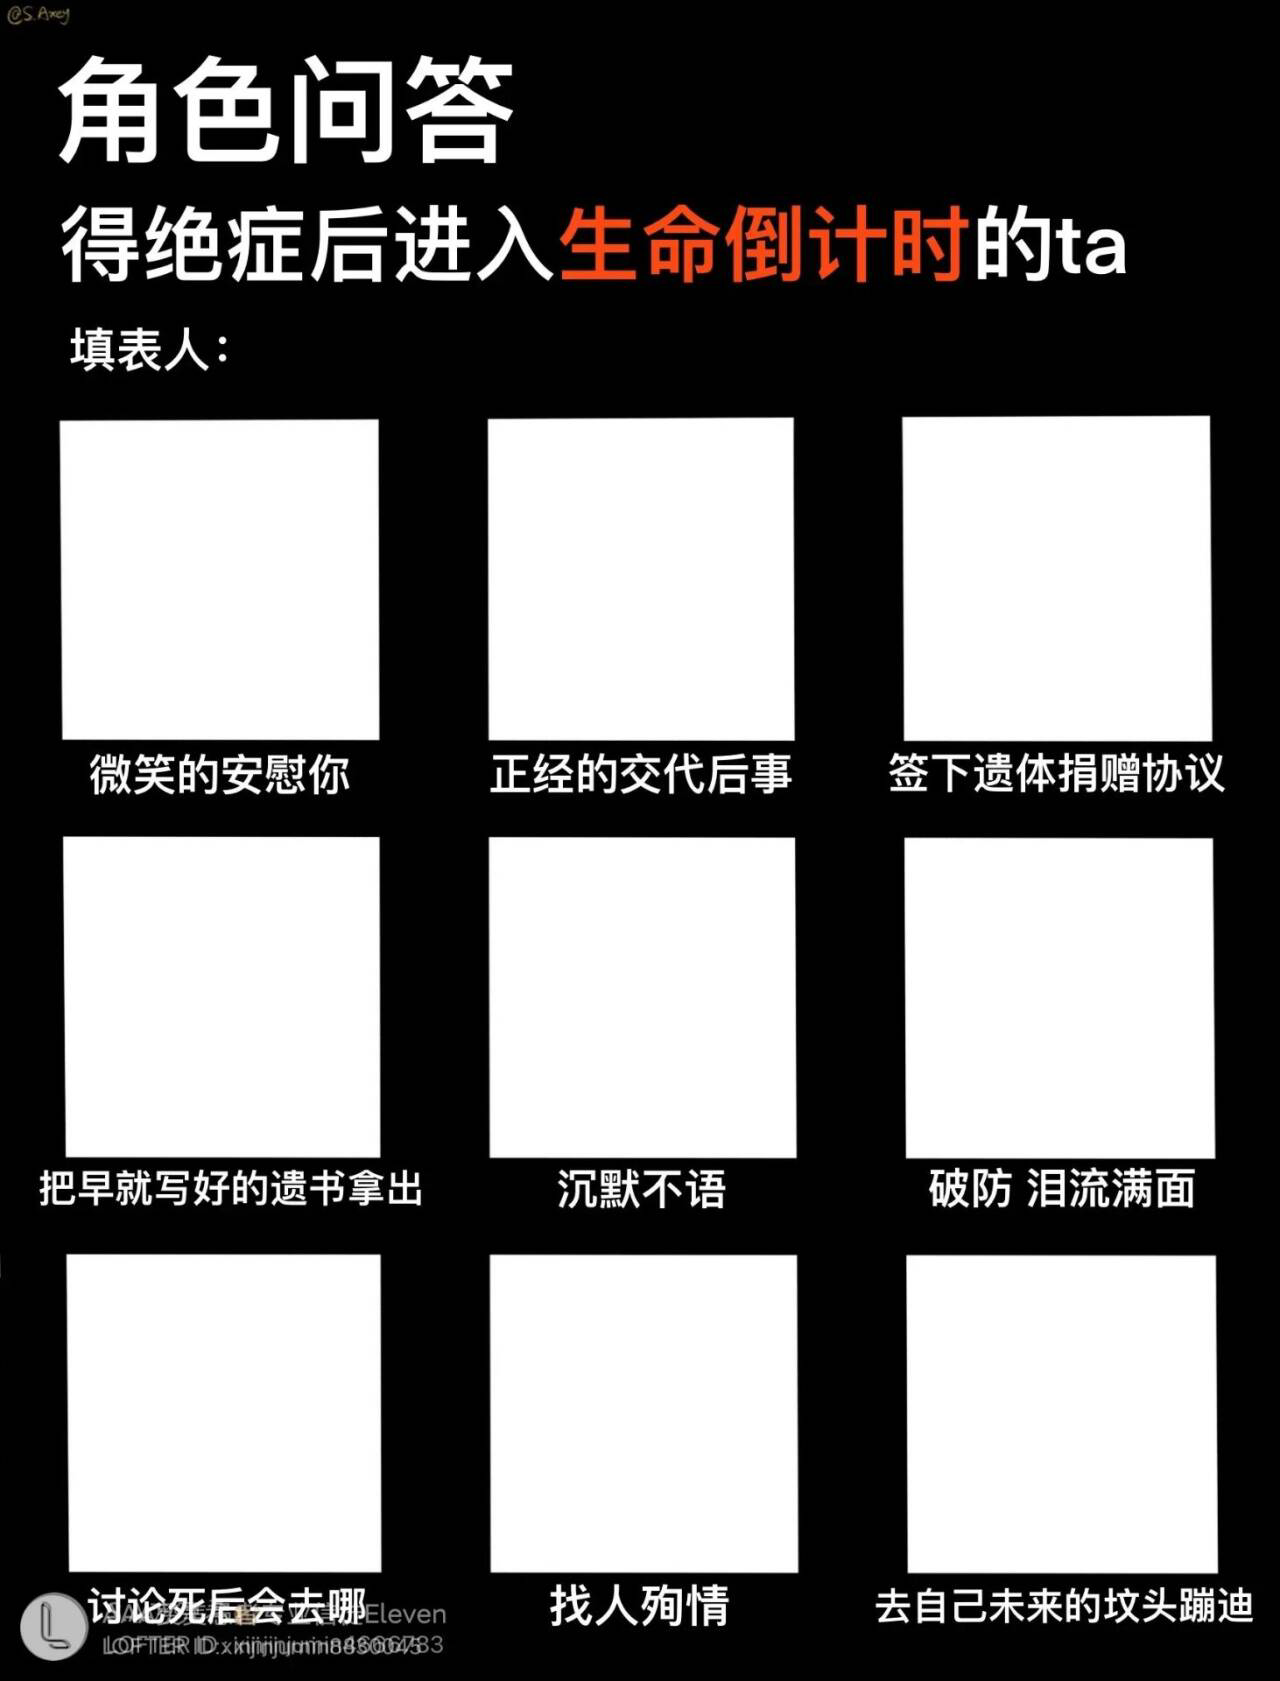 @S.Axey
角色问答
得绝症后进入生命倒计时的ta
填表人：
微笑的安慰你
正经的交代后事
签下遗体捐赠协议
把早就写好的遗书拿出
沉默不语
破防 泪流满面
讨论死后会去哪
找人殉情
去自己未来的坟头蹦迪
Eleven
LOFTER ID: